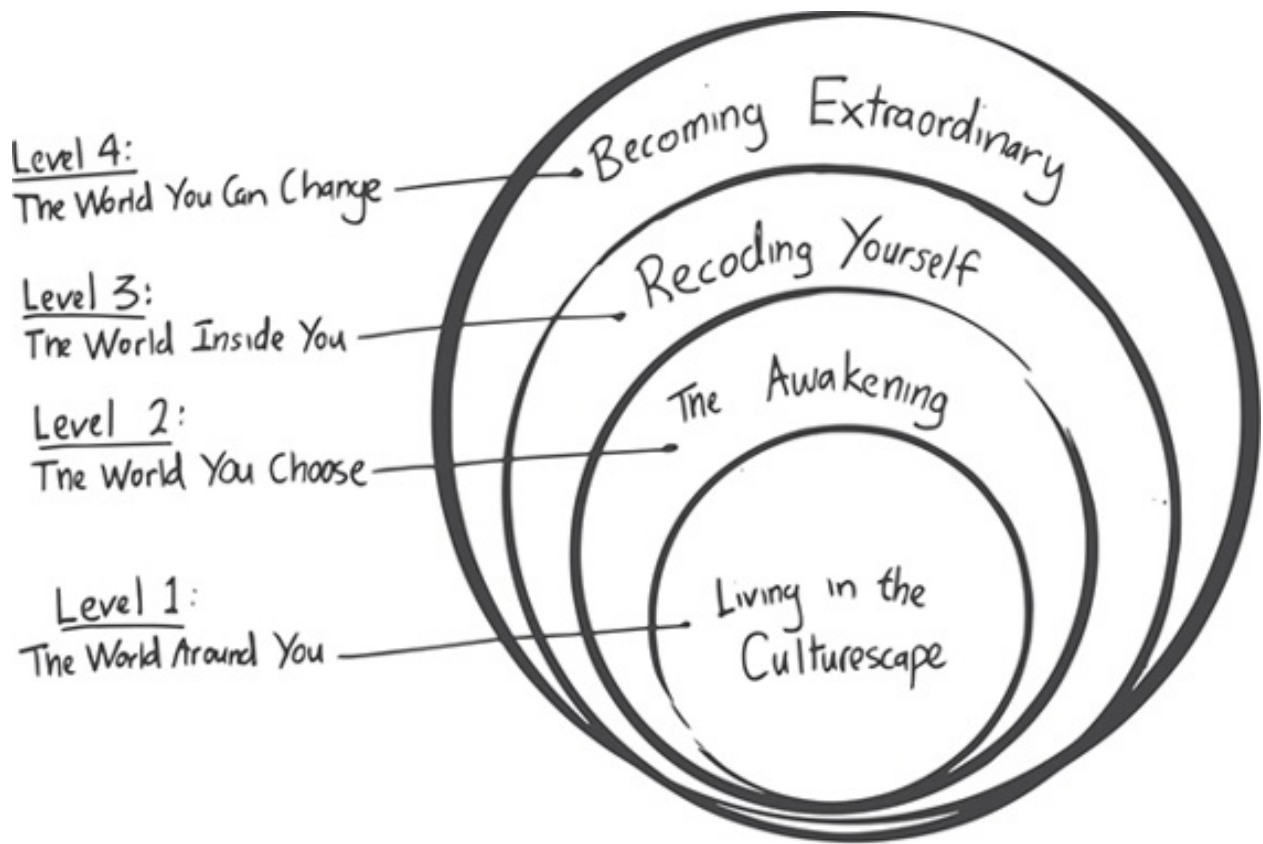 Level 4:
The World You Can Change
Becoming Extraordinary
Level 3:
The World Inside You
Recoding Yourself
Level 2:
The World You Choose
The Awakening
Level 1:
The World Around You
Living in the
Culturescape